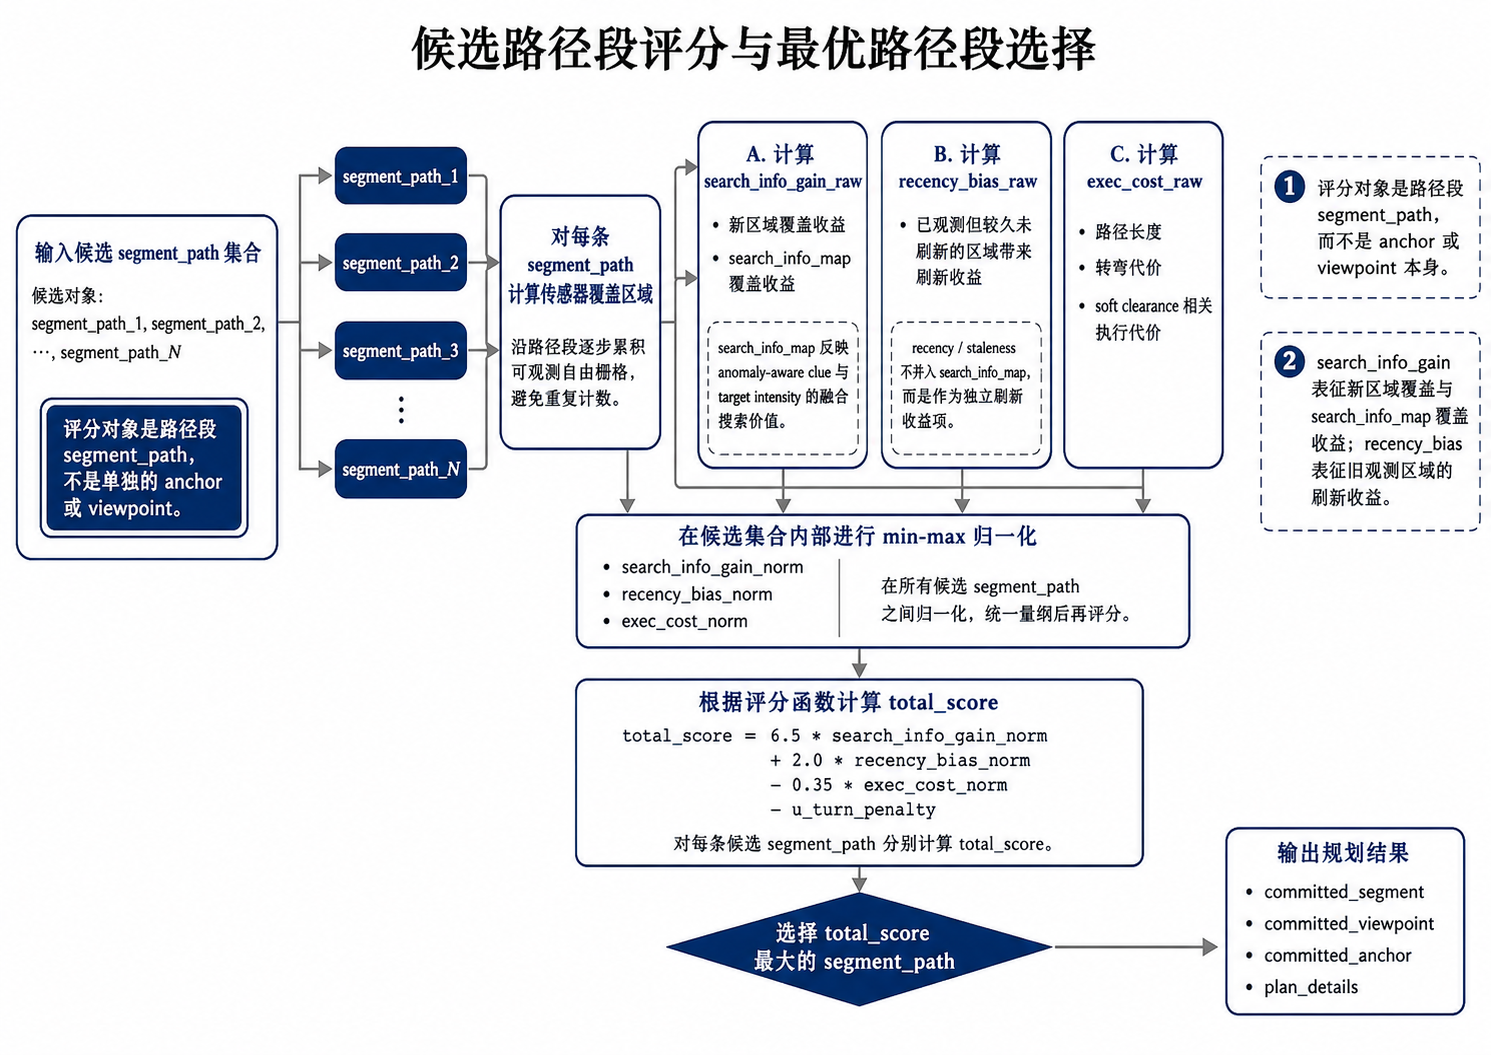 候选路径段评分与最优路径段选择
输入候选 segment_path 集合
候选对象：
segment_path_1, segment_path_2,
…, segment_path_N
评分对象是路径段
segment_path，
不是单独的 anchor
或 viewpoint。
segment_path_1
segment_path_2
segment_path_3
⋮
segment_path_N
对每条
segment_path
计算传感器覆盖区域
沿路径段逐步累积
可观测自由栅格，
避免重复计数。
A. 计算
search_info_gain_raw
• 新区域覆盖收益
• search_info_map
覆盖收益
search_info_map 反映
anomaly-aware clue 与
target intensity 的融合
搜索价值。
B. 计算
recency_bias_raw
• 已观测但较久未
刷新的区域带来
刷新收益
recency / staleness
不并入 search_info_map，
而是作为独立刷新
收益项。
C. 计算
exec_cost_raw
• 路径长度
• 转弯代价
• soft clearance 相关
执行代价
1 评分对象是路径段
segment_path，
而不是 anchor 或
viewpoint 本身。
2 search_info_gain
表征新区域覆盖与
search_info_map 覆盖
收益；recency_bias
表征旧观测区域的
刷新收益。
在候选集合内部进行 min-max 归一化
• search_info_gain_norm
• recency_bias_norm
• exec_cost_norm
在所有候选 segment_path
之间归一化，统一量纲后再评分。
根据评分函数计算 total_score
total_score = 6.5 * search_info_gain_norm
+ 2.0 * recency_bias_norm
− 0.35 * exec_cost_norm
− u_turn_penalty
对每条候选 segment_path 分别计算 total_score。
选择 total_score
最大的 segment_path
输出规划结果
• committed_segment
• committed_viewpoint
• committed_anchor
• plan_details